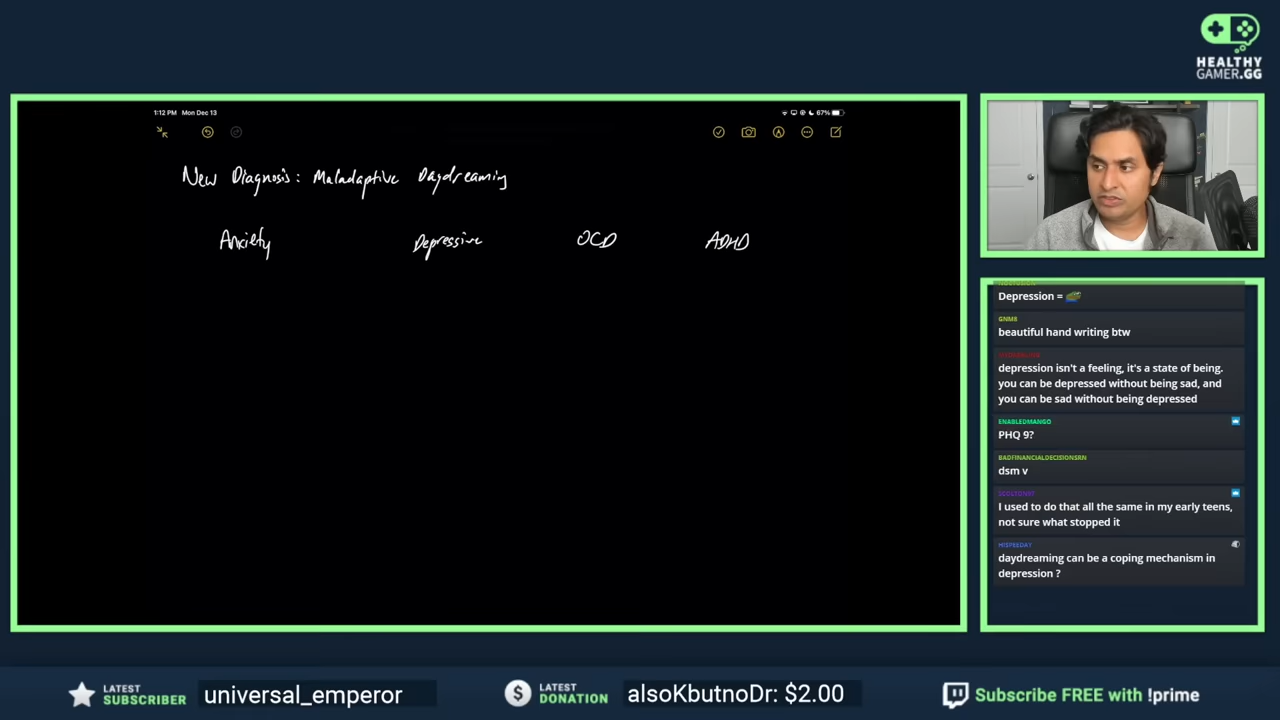 HEALTHY
GAMER.GG
1:12 PM Mon Dec 13
67%
New Diagnosis: Maladaptive Daydreaming
Anxiety Depressive OCD ADHD
Depression =
GNM8
beautiful hand writing btw
depression isn't a feeling, it's a state of being.
you can be depressed without being sad, and
you can be sad without being depressed
ENABLEDMANGO
PHQ 9?
BADFINANCIALDECISIONSRN
dsm v
I used to do that all the same in my early teens,
not sure what stopped it
daydreaming can be a coping mechanism in
depression ?
LATEST
SUBSCRIBER
universal_emperor
$
LATEST
DONATION
alsoKbutnoDr: $2.00
Subscribe FREE with !prime